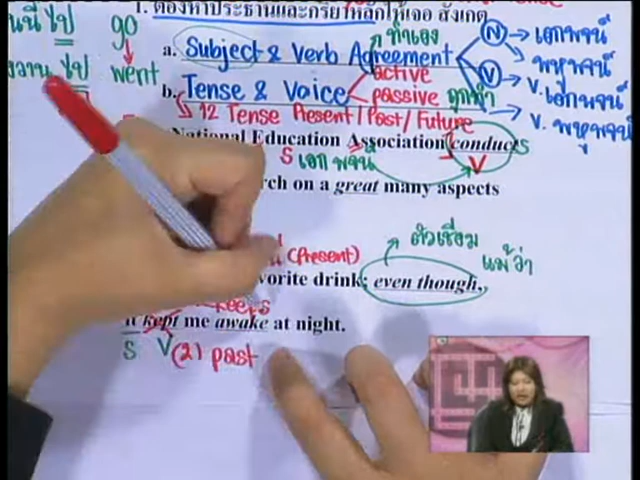 1. ต้องหาประธานและกริยาหลักให้เจอ สังเกต
นนี้ไป go
a. Subject & verb Agreement ทำเอง N เอกพจน์
พหูพจน์
งวาน ไป went
active V V. เอกพจน์
b. Tense & Voice passive ถูกทำ
V. พหูพจน์
12 Tense Present / Past / Future
National Education Association conducts
S เอกพจน์ V
rch on a great many aspects
ตัวเชื่อม
แม้ว่า
(Present)
vorite drink; even though.
keeps
it kept me awake at night.
S V (2) past